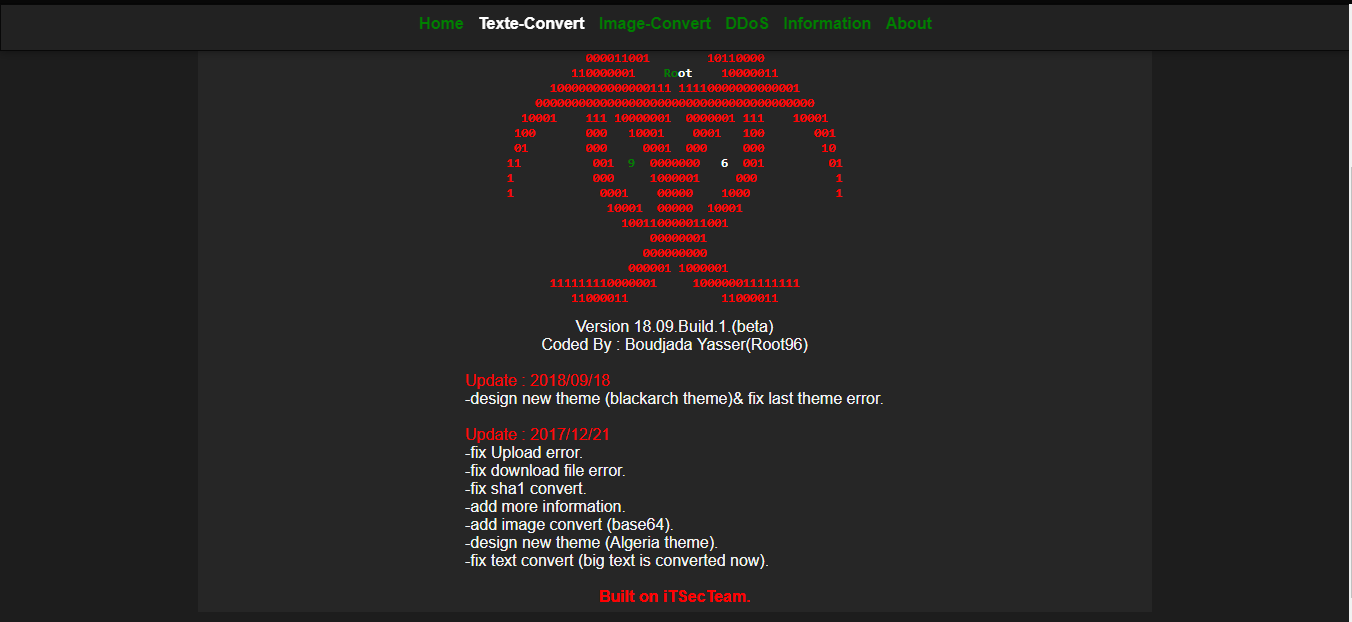 Home Texte-Convert Image-Convert DDoS Information About
000011001 10110000
110000001 Root 10000011
10000000000000111 11110000000000001
000000000000000000000000000000000000000
10001 111 10000001 0000001 111 10001
100 000 10001 0001 100 001
01 000 0001 000 000 10
11 001 9 0000000 6 001 01
1 000 1000001 000 1
1 0001 00000 1000 1
10001 00000 10001
100110000011001
00000001
000000000
000001 1000001
111111110000001 100000011111111
11000011 11000011
Version 18.09.Build.1.(beta)
Coded By : Boudjada Yasser(Root96)
Update : 2018/09/18
-design new theme (blackarch theme)& fix last theme error.
Update : 2017/12/21
-fix Upload error.
-fix download file error.
-fix sha1 convert.
-add more information.
-add image convert (base64).
-design new theme (Algeria theme).
-fix text convert (big text is converted now).
Built on iTSecTeam.